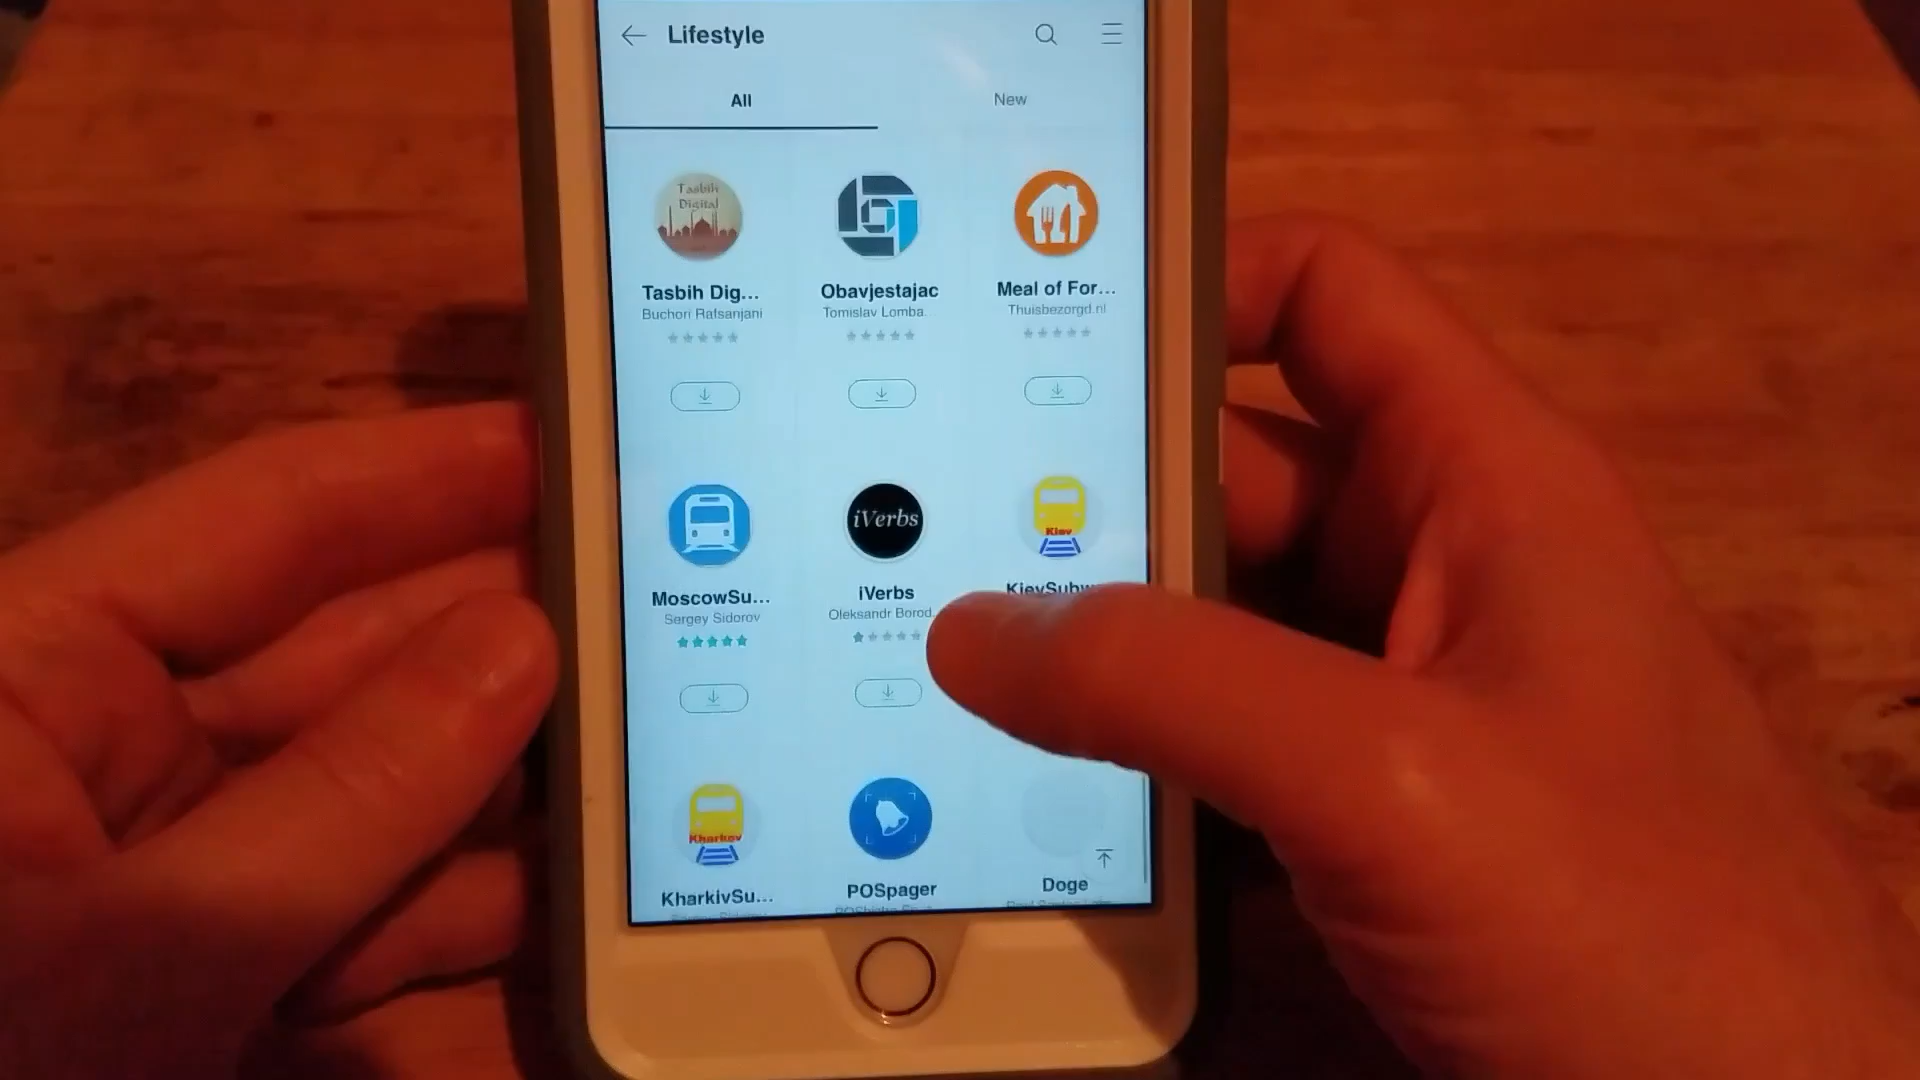 Lifestyle
All
New
Tasbih
Digital
Tasbih Dig...
Buchori Rafsanjani
Obavjestajac
Tomislav Lomba.
Meal of For...
Thuisbezorgd.nl
MoscowSu...
Sergey Sidorov
iVerbs
iVerbs
Oleksandr Borod..
Kiev
KievSubw
Kharkov
KharkivSu...
POSpager
Doge